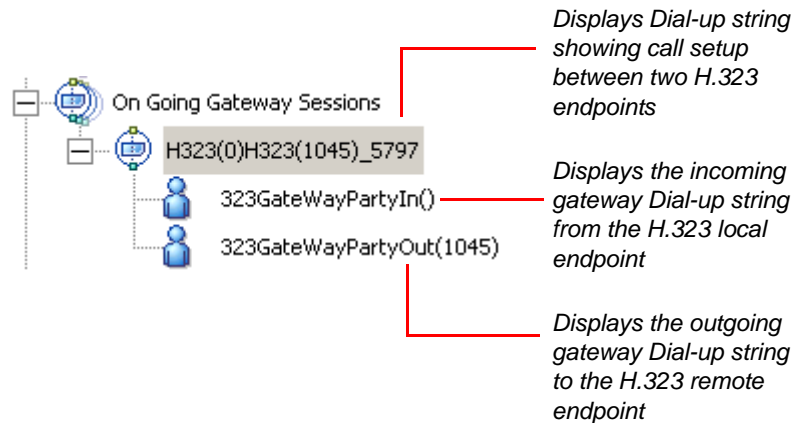 Displays Dial-up string
showing call setup
between two H.323
endpoints
On Going Gateway Sessions
H323(0)H323(1045)_5797
323GateWayPartyIn()
323GateWayPartyOut(1045)
Displays the incoming
gateway Dial-up string
from the H.323 local
endpoint
Displays the outgoing
gateway Dial-up string
to the H.323 remote
endpoint